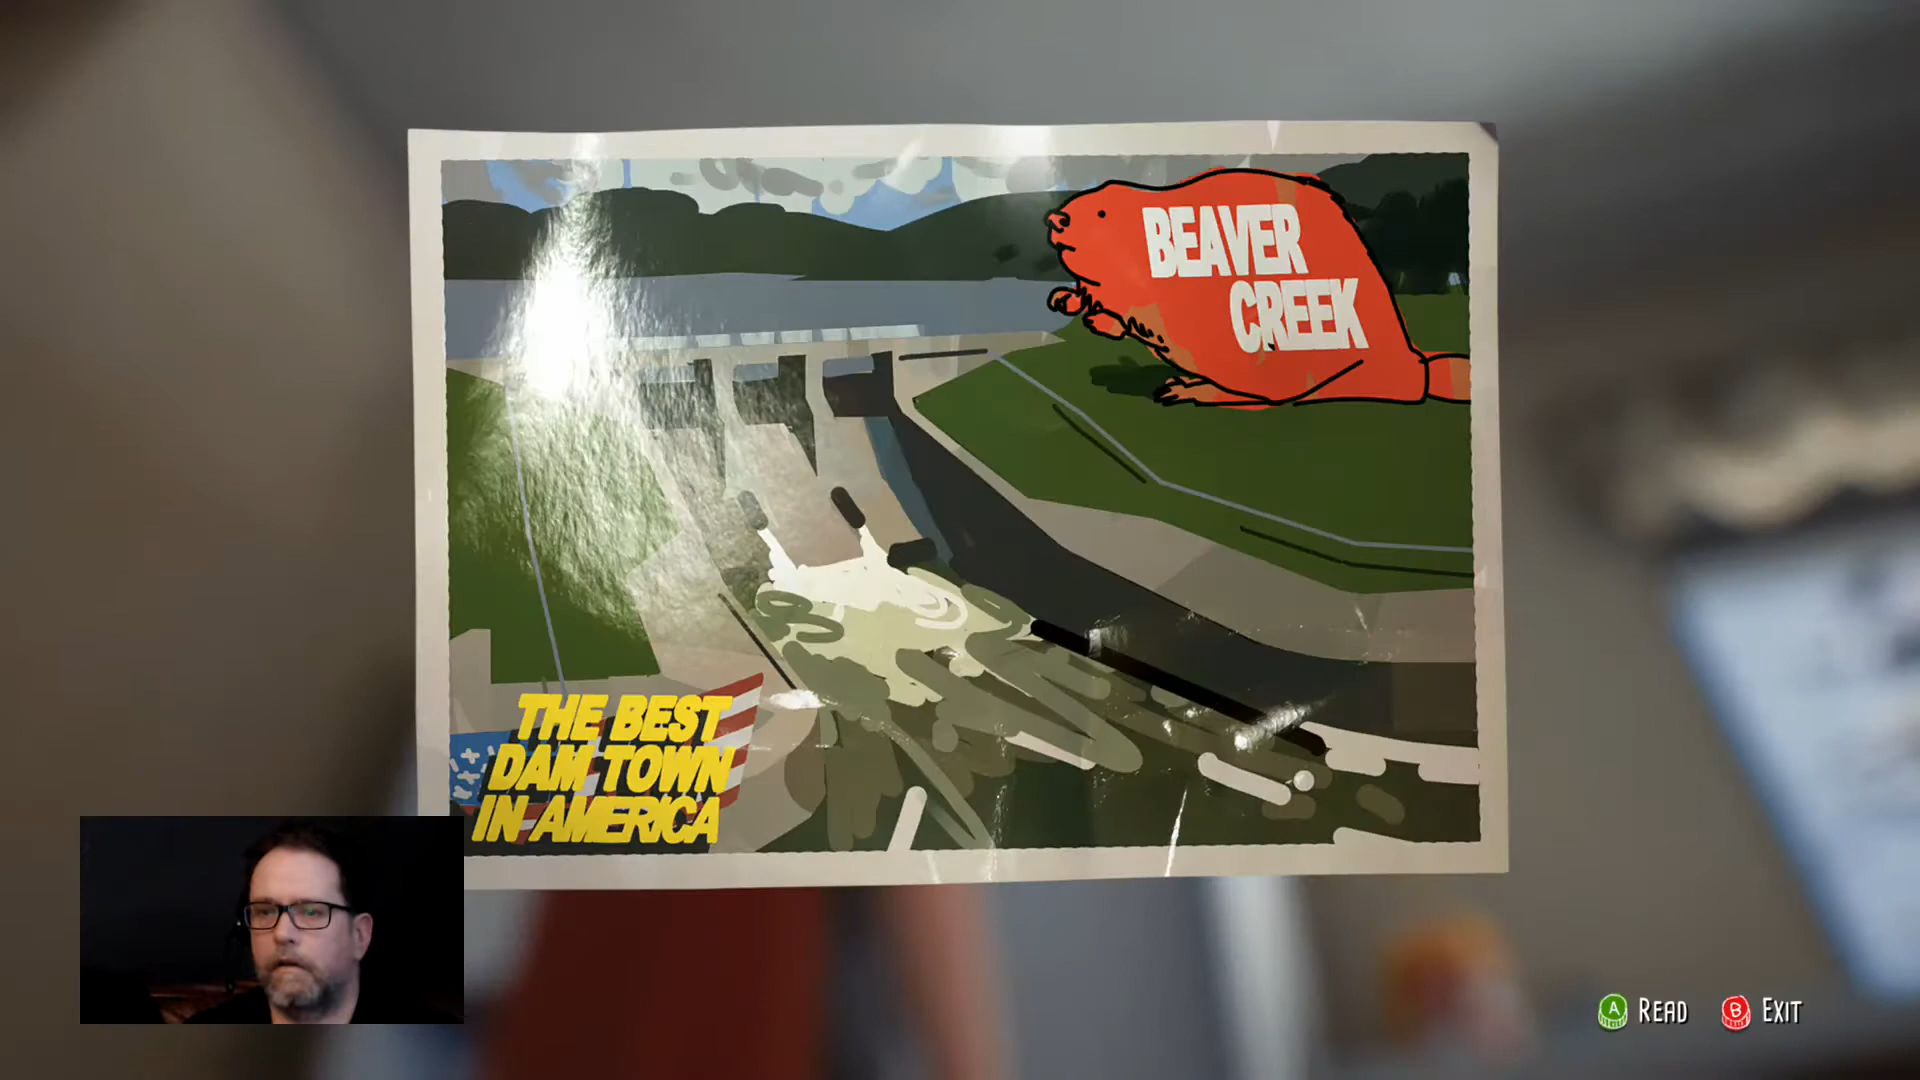 BEAVER
CREEK
THE BEST
DAM TOWN
IN AMERICA
A READ
B EXIT